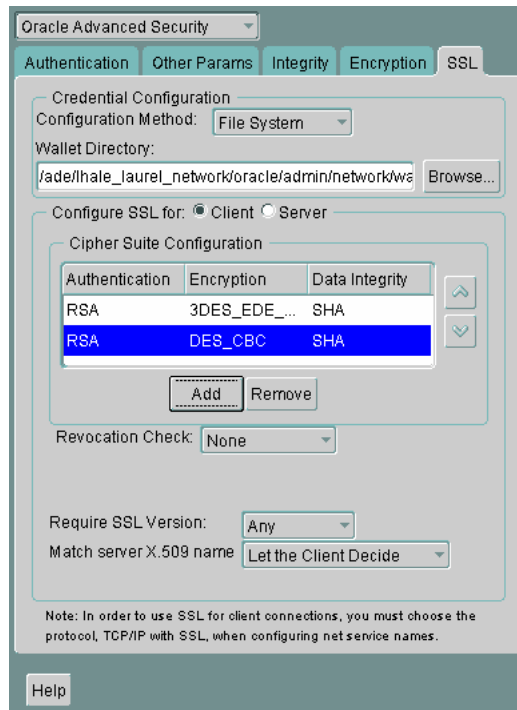 Oracle Advanced Security
Authentication Other Params Integrity Encryption SSL
Credential Configuration
Configuration Method: File System
Wallet Directory:
/ade/lhale_laurel_network/oracle/admin/network/wa Browse...
Configure SSL for: Client Server
Cipher Suite Configuration
Authentication Encryption Data Integrity
RSA 3DES_EDE_... SHA
RSA DES_CBC SHA
Add Remove
Revocation Check: None
Require SSL Version: Any
Match server X.509 name Let the Client Decide
Note: In order to use SSL for client connections, you must choose the
protocol, TCP/IP with SSL, when configuring net service names.
Help